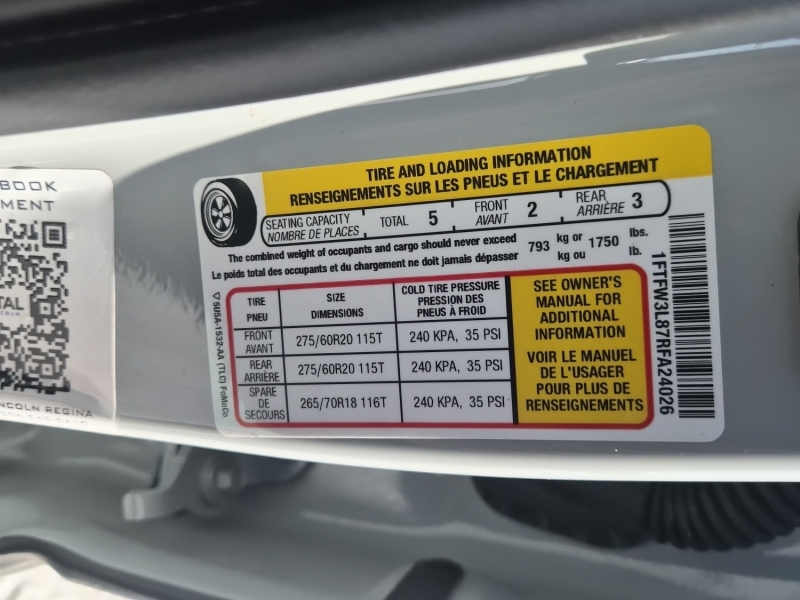 BOOK
MENT
TAL
LINCOLN REGINA
TIRE AND LOADING INFORMATION
RENSEIGNEMENTS SUR LES PNEUS ET LE CHARGEMENT
SEATING CAPACITY
NOMBRE DE PLACES
TOTAL 5
FRONT
AVANT
2
REAR
ARRIÈRE
3
The combined weight of occupants and cargo should never exceed
Le poids total des occupants et du chargement ne doit jamais dépasser
793 kg or 1750 lbs.
kg ou lb.
TIRE
PNEU
SIZE
DIMENSIONS
COLD TIRE PRESSURE
PRESSION DES
PNEUS À FROID
FRONT
AVANT
275/60R20 115T
240 KPA, 35 PSI
REAR
ARRIÈRE
275/60R20 115T
240 KPA, 35 PSI
SPARE
DE
SECOURS
265/70R18 116T
240 KPA, 35 PSI
SEE OWNER'S
MANUAL FOR
ADDITIONAL
INFORMATION
VOIR LE MANUEL
DE L'USAGER
POUR PLUS DE
RENSEIGNEMENTS
▽ 5U5A-1532-AA (TLC) FoMoCo
1FTFW3L87RFA24026